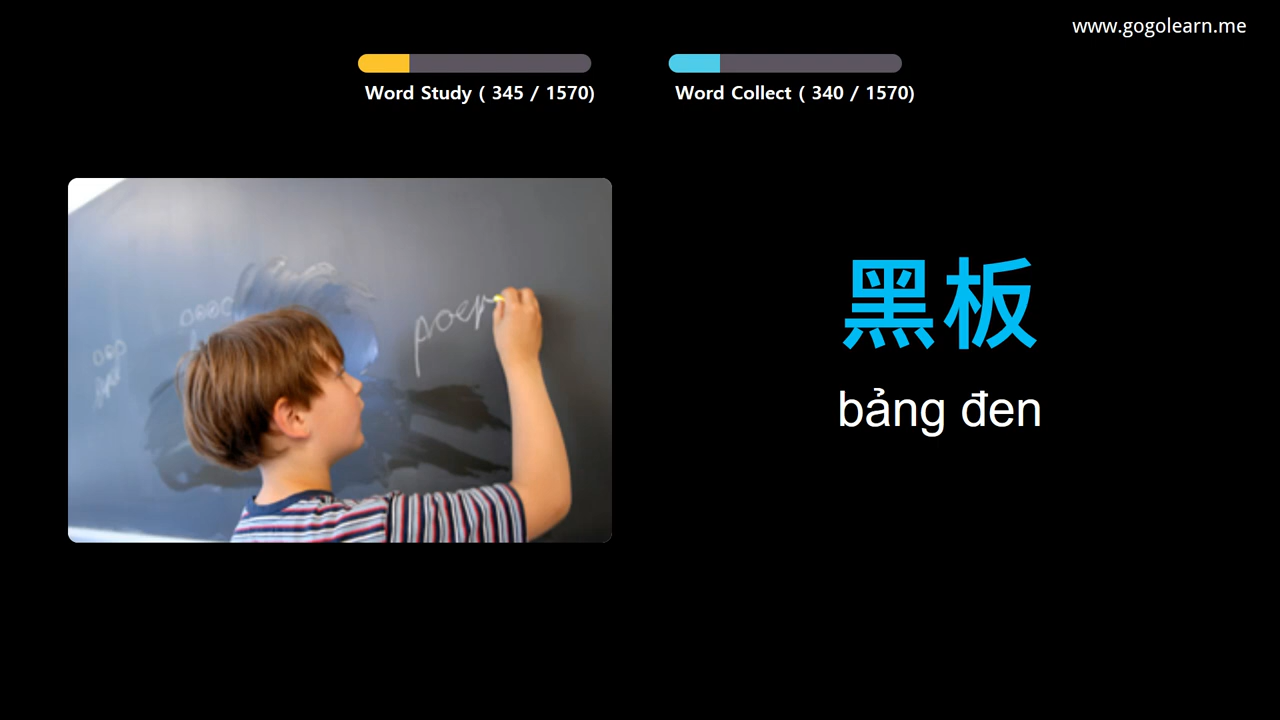 www.gogolearn.me
Word Study ( 345 / 1570)
Word Collect ( 340 / 1570)
黑板
bảng đen